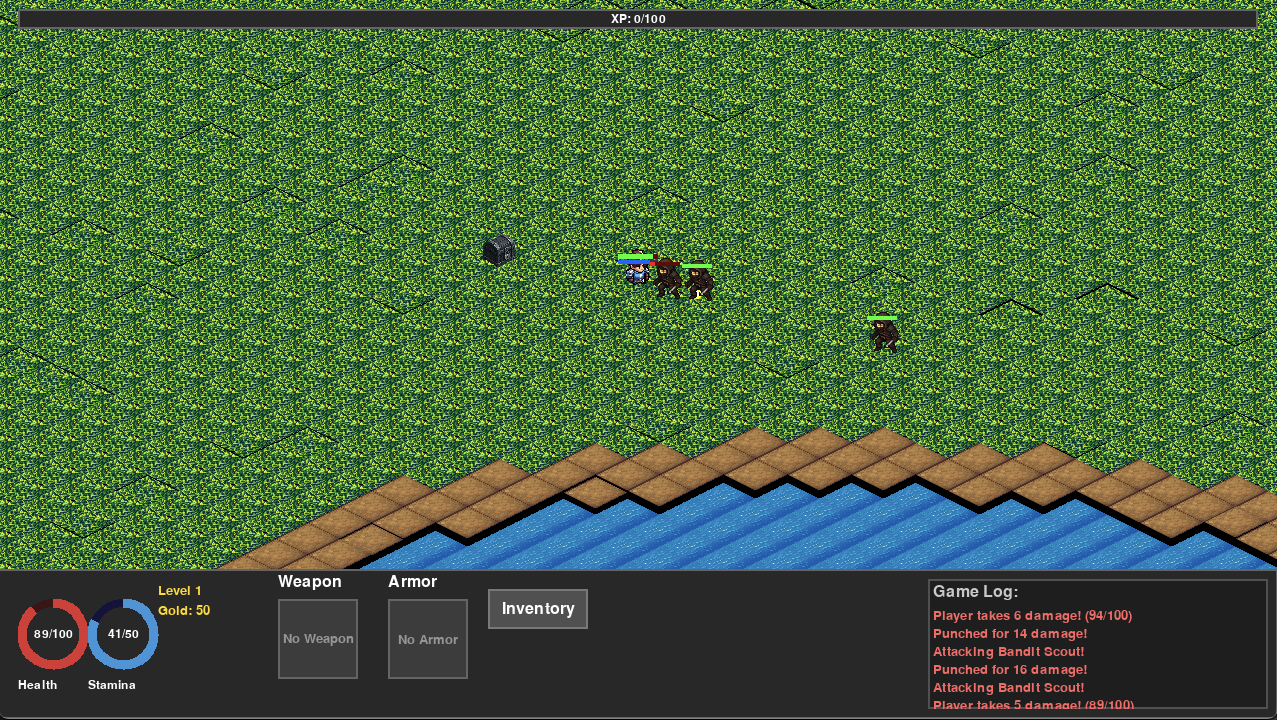 XP: 0/100
Level 1
Gold: 50
89/100
41/50
Health
Stamina
Weapon
No Weapon
Armor
No Armor
Inventory
Game Log:
Player takes 6 damage! (94/100)
Punched for 14 damage!
Attacking Bandit Scout!
Punched for 16 damage!
Attacking Bandit Scout!
Player takes 5 damage! (89/100)